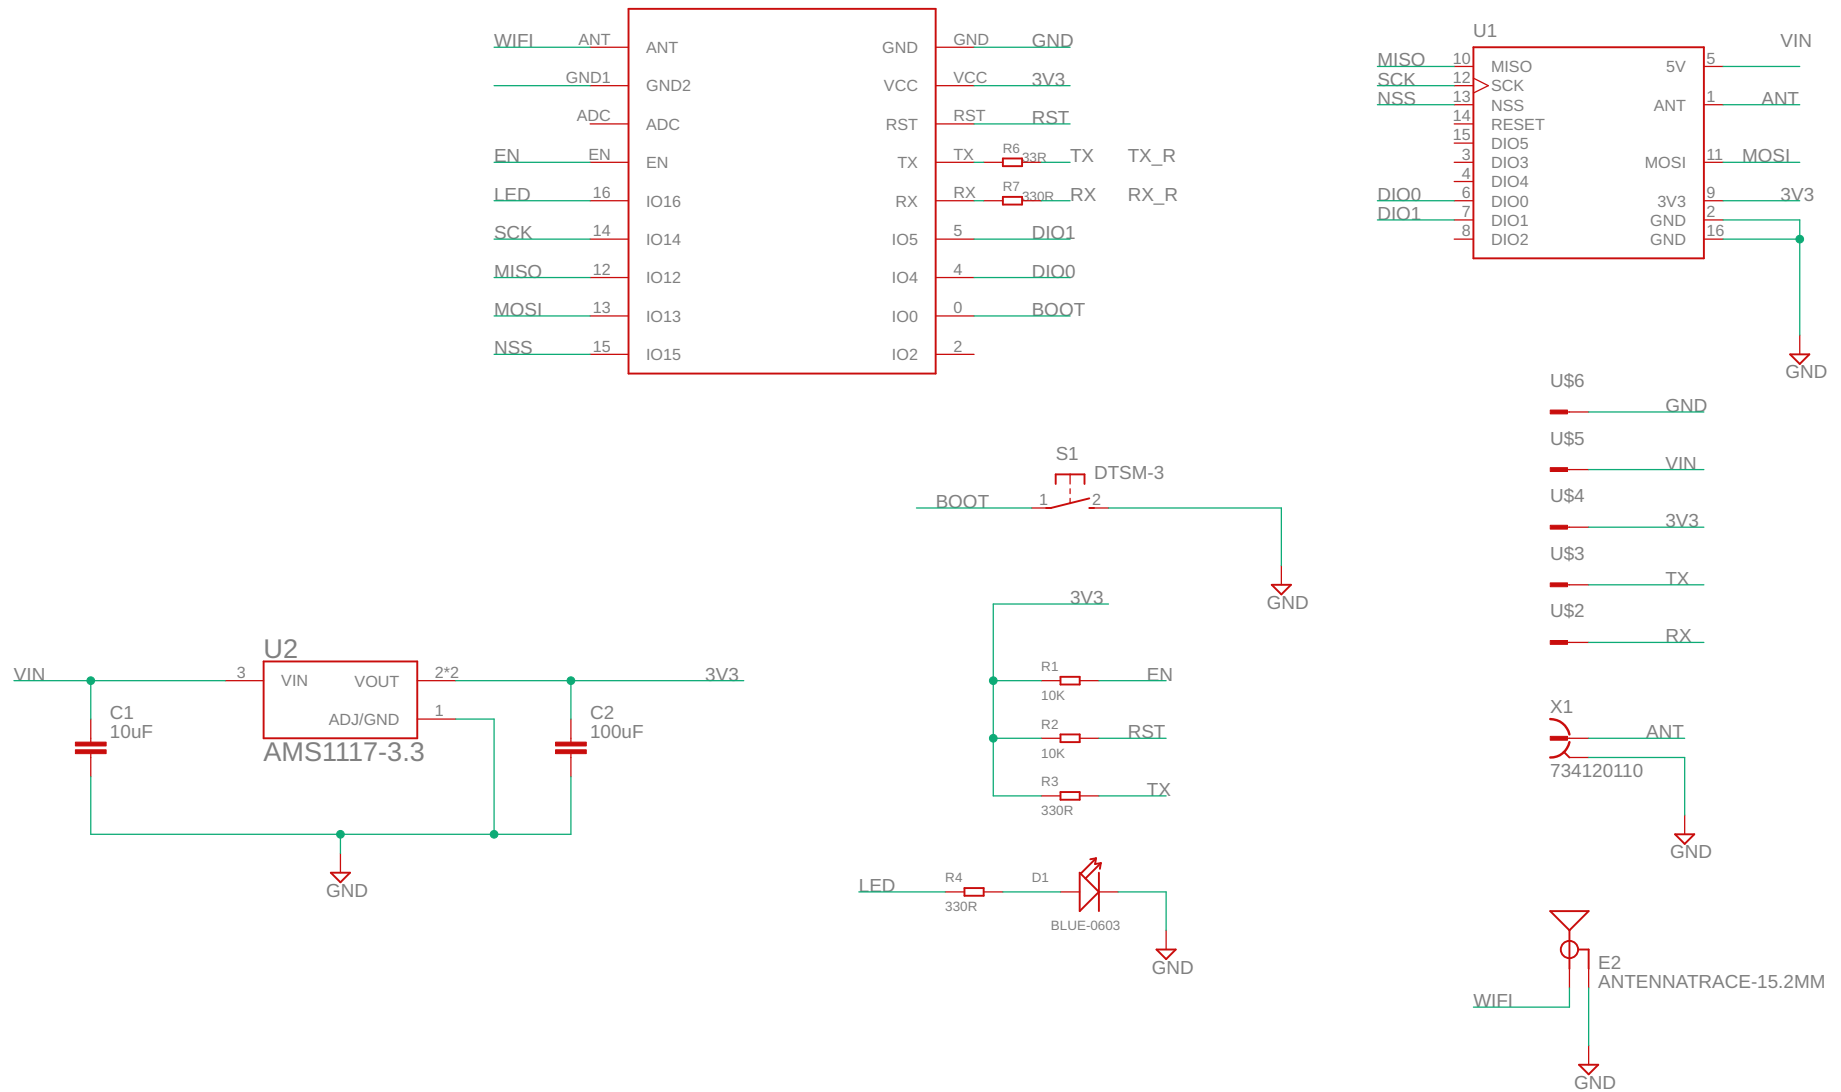 WIFI ANT ANT GND GND GND
GND1 GND2 VCC VCC 3V3
ADC ADC RST RST RST
EN EN EN TX TX R6 33R TX TX_R
LED 16 IO16 RX RX R7 330R RX RX_R
SCK 14 IO14 IO5 5 DIO1
MISO 12 IO12 IO4 4 DIO0
MOSI 13 IO13 IO0 0 BOOT
NSS 15 IO15 IO2 2
U1
VIN
MISO 10 MISO 5V 5
SCK 12 SCK
NSS 13 NSS ANT 1 ANT
14 RESET
15 DIO5
3 DIO3 MOSI 11 MOSI
4 DIO4
DIO0 6 DIO0 3V3 9 3V3
DIO1 7 DIO1 GND 2
8 DIO2 GND 16
GND
U$6
GND
U$5
VIN
U$4
3V3
U$3
TX
U$2
RX
S1
DTSM-3
BOOT 1 2
GND
3V3
R1
EN
10K
R2
RST
10K
R3
TX
330R
U2
VIN 3 VIN VOUT 2*2 3V3
ADJ/GND 1
C1
10uF
C2
100uF
AMS1117-3.3
GND
LED R4 D1
330R
BLUE-0603
GND
X1
ANT
734120110
GND
E2
ANTENNATRACE-15.2MM
WIFI
GND